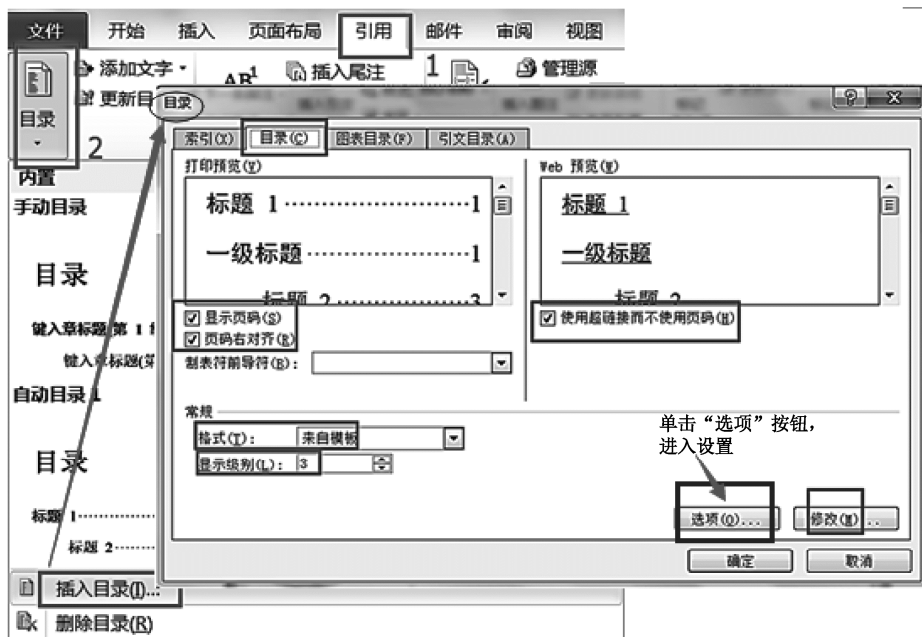 文件 开始 插入 页面布局 引用 邮件 审阅 视图
添加文字 AB¹ 插入尾注 1 管理源
目录 更新目
2
目录
索引(X) 目录(C) 图表目录(F) 引文目录(A)
内置
手动目录
目录
键入章标题(第 1
键入章标题(第
自动目录 1
目录
标题 1
标题 2
插入目录(I)...
删除目录(R)
打印预览(V)
标题 1 1
一级标题 1
标题 2 3
显示页码(S)
页码右对齐(R)
制表符前导符(B):
Web 预览(W)
标题 1
一级标题
标题 2
使用超链接而不使用页码(H)
常规
格式(T): 来自模板
显示级别(L): 3
单击“选项”按钮，
进入设置
选项(O)... 修改(M)...
确定 取消